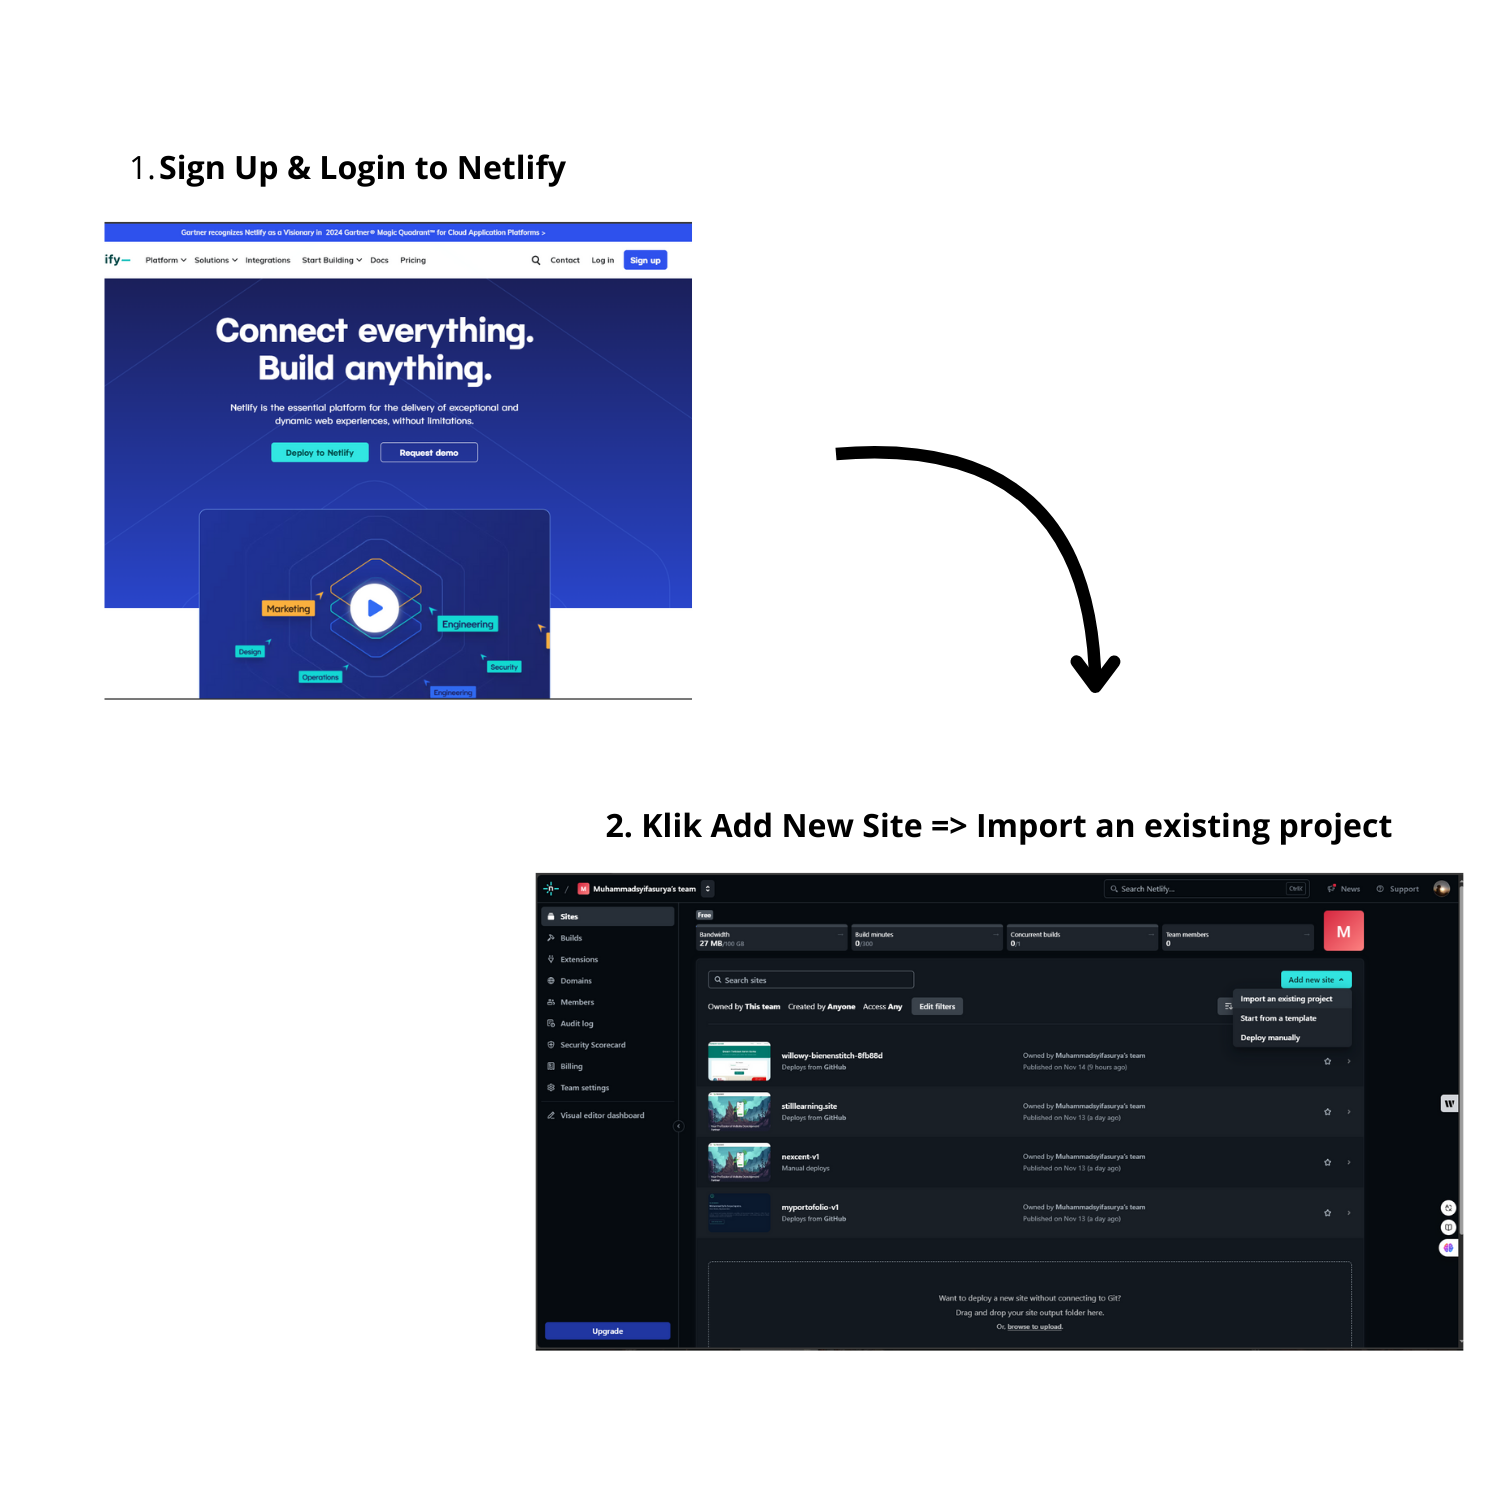 1. Sign Up & Login to Netlify
Gartner recognizes Netlify as a Visionary in 2024 Gartner® Magic Quadrant™ for Cloud Application Platforms >
ify
Platform Solutions Integrations Start Building Docs Pricing Contact Log in Sign up
Connect everything.
Build anything.
Netlify is the essential platform for the delivery of exceptional and
dynamic web experiences, without limitations.
Deploy to Netlify Request demo
Marketing
Engineering
Design
Security
Operations
Engineering
2. Klik Add New Site => Import an existing project
/ M Muhammadsyifasurya's team Search Netlify... News Support
Sites
Builds
Extensions
Domains
Members
Audit log
Security Scorecard
Billing
Team settings
Visual editor dashboard
Upgrade
Free
Bandwidth
27 MB/100 GB
Build minutes
0/300
Concurrent builds
0/1
Team members
0
M
Search sites
Add new site
Import an existing project
Start from a template
Deploy manually
Owned by This team Created by Anyone Access Any Edit filters
willowy-bienenstitch-8fb88d
Deploys from GitHub
Owned by Muhammadsyifasurya's team
Published on Nov 14 (9 hours ago)
stilllearning.site
Deploys from GitHub
Owned by Muhammadsyifasurya's team
Published on Nov 13 (a day ago)
nexcent-v1
Manual deploys
Owned by Muhammadsyifasurya's team
Published on Nov 13 (a day ago)
myportofolio-v1
Deploys from GitHub
Owned by Muhammadsyifasurya's team
Published on Nov 13 (a day ago)
Want to deploy a new site without connecting to Git?
Drag and drop your site output folder here.
Or, browse to upload.
W